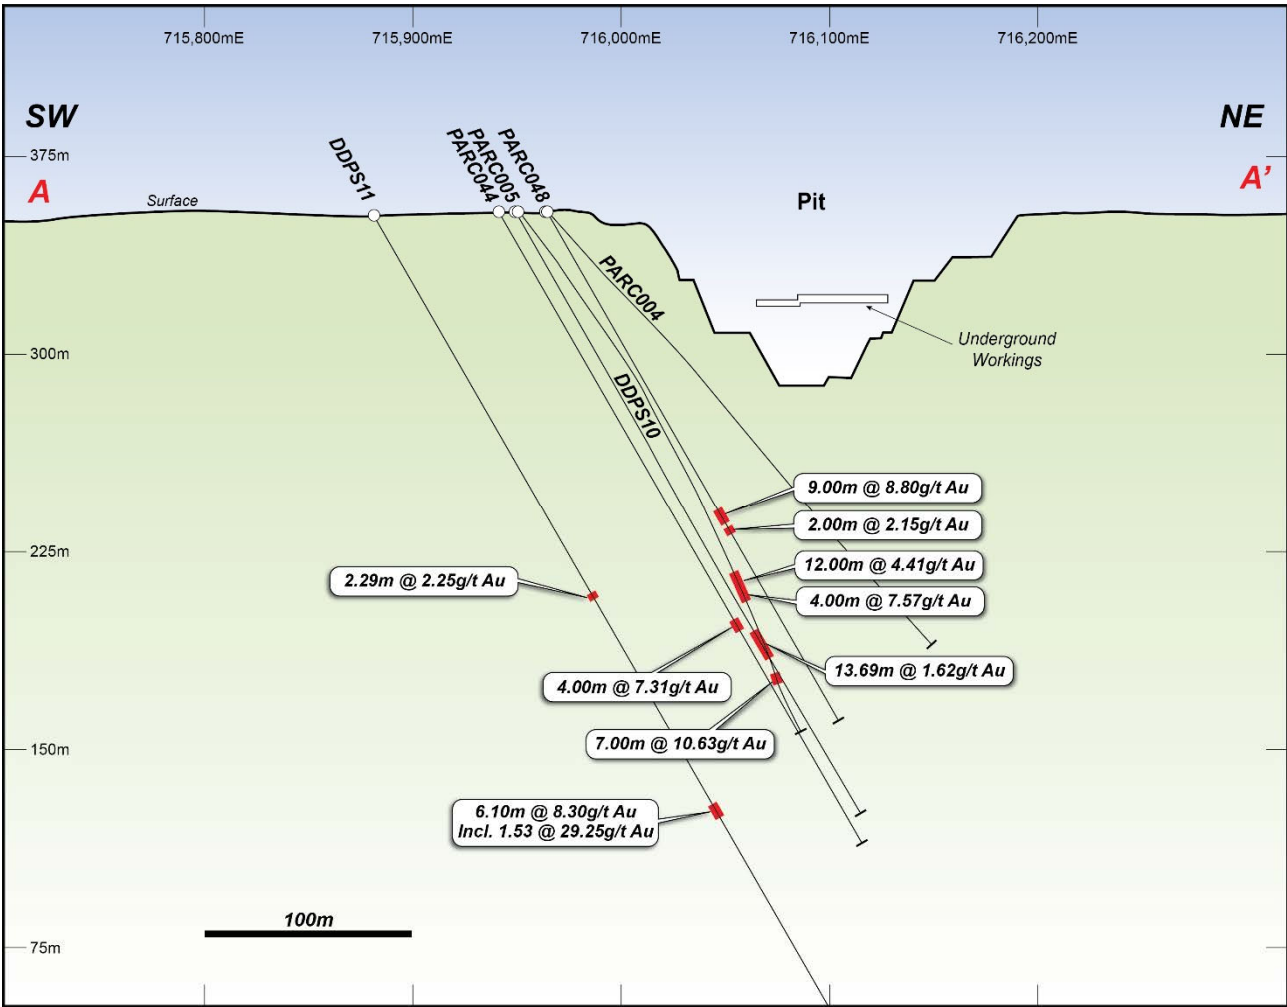 715,800mE
715,900mE
716,000mE
716,100mE
716,200mE
SW
NE
375m
A
A'
Surface
DDPS11
PARC044
PARC005
PARC048
Pit
PARC004
Underground
Workings
300m
DDPS10
9.00m @ 8.80g/t Au
2.00m @ 2.15g/t Au
225m
12.00m @ 4.41g/t Au
2.29m @ 2.25g/t Au
4.00m @ 7.57g/t Au
13.69m @ 1.62g/t Au
4.00m @ 7.31g/t Au
7.00m @ 10.63g/t Au
150m
6.10m @ 8.30g/t Au
Incl. 1.53 @ 29.25g/t Au
100m
75m